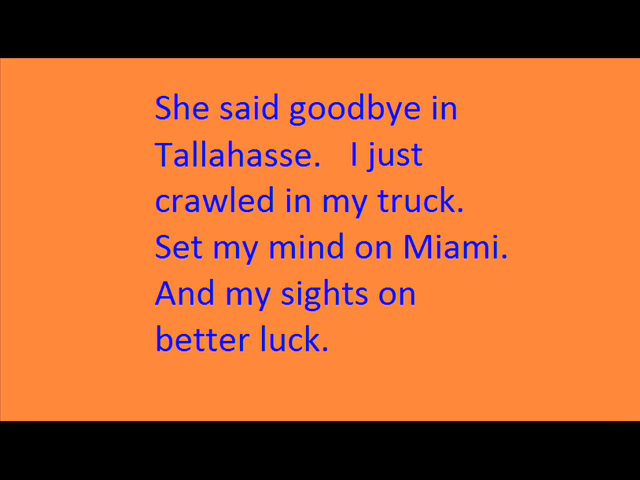 She said goodbye in
Tallahasse. I just
crawled in my truck.
Set my mind on Miami.
And my sights on
better luck.